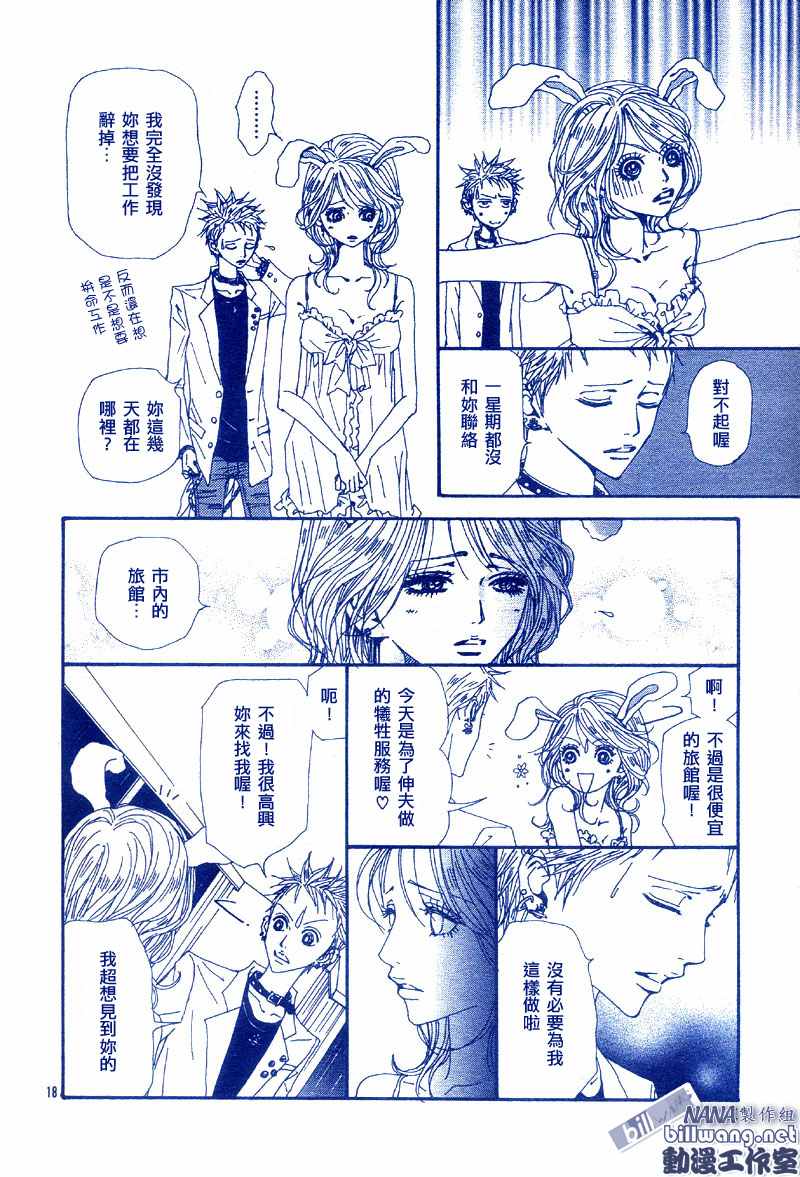 對不起喔
一星期都沒
和妳聯絡
………
我完全沒發現
妳想要把工作
辭掉…
反而還在想
是不是想要
拚命工作
妳這幾
天都在
哪裡？
市內的
旅館…
啊！不過是很便宜
的旅館喔！
今天是為了伸夫做
的犧牲服務喔♡
呃！
不過！我很高興
妳來找我喔！
沒有必要為我
這樣做啦
我超想見到妳的
18
bill
NANA製作組
billwang.net
動漫工作室